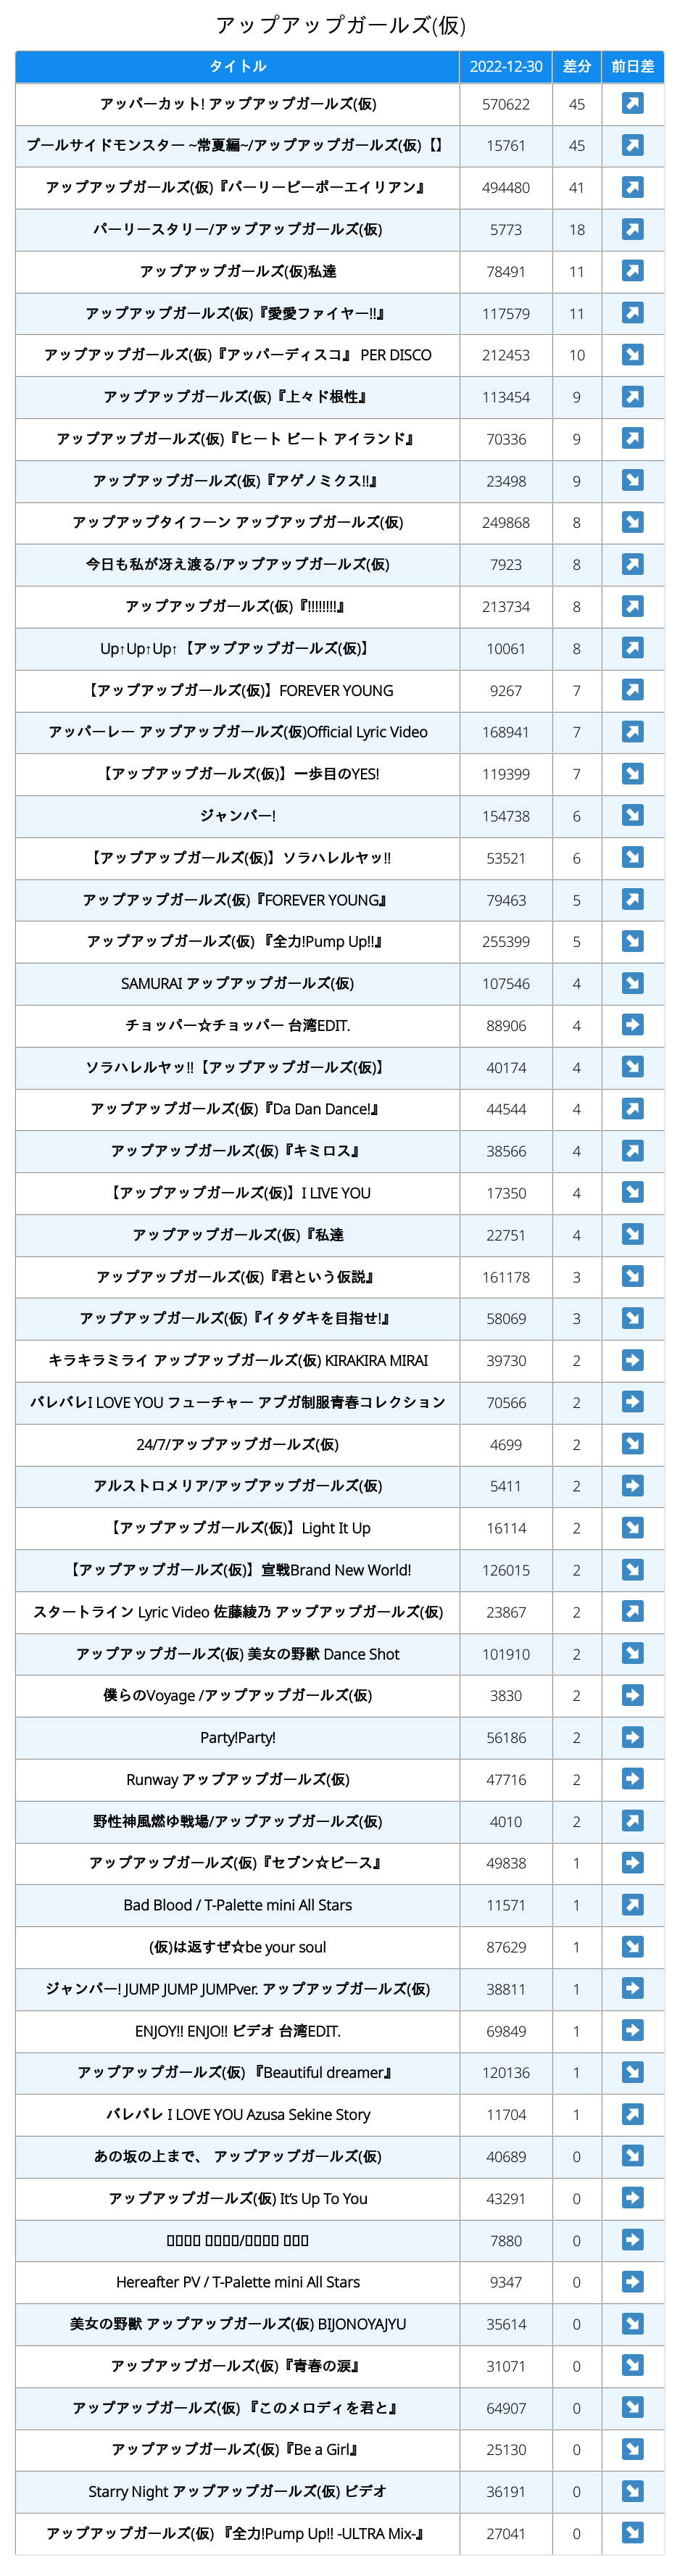 アップアップガールズ(仮)
タイトル 2022-12-30 差分 前日差
アッパーカット! アップアップガールズ(仮) 570622 45 ↗
プールサイドモンスター ~常夏編~/アップアップガールズ(仮)【】 15761 45 ↗
アップアップガールズ(仮)『パーリーピーポーエイリアン』 494480 41 ↗
パーリースタリー/アップアップガールズ(仮) 5773 18 ↗
アップアップガールズ(仮)私達 78491 11 ↗
アップアップガールズ(仮)『愛愛ファイヤー!!』 117579 11 ↗
アップアップガールズ(仮)『アッパーディスコ』 PER DISCO 212453 10 ↘
アップアップガールズ(仮)『上々ド根性』 113454 9 ↗
アップアップガールズ(仮)『ヒート ビート アイランド』 70336 9 ↗
アップアップガールズ(仮)『アゲノミクス!!』 23498 9 ↘
アップアップタイフーン アップアップガールズ(仮) 249868 8 ↘
今日も私が冴え渡る/アップアップガールズ(仮) 7923 8 ↗
アップアップガールズ(仮)『!!!!!!!!』 213734 8 ↗
Up↑Up↑Up↑【アップアップガールズ(仮)】 10061 8 ↗
【アップアップガールズ(仮)】FOREVER YOUNG 9267 7 ↗
アッパーレー アップアップガールズ(仮)Official Lyric Video 168941 7 ↗
【アップアップガールズ(仮)】一歩目のYES! 119399 7 ↘
ジャンパー! 154738 6 ↘
【アップアップガールズ(仮)】ソラハレルヤッ!! 53521 6 ↘
アップアップガールズ(仮)『FOREVER YOUNG』 79463 5 ↗
アップアップガールズ(仮) 『全力!Pump Up!!』 255399 5 ↘
SAMURAI アップアップガールズ(仮) 107546 4 ↘
チョッパー☆チョッパー 台湾EDIT. 88906 4 ➡
ソラハレルヤッ!!【アップアップガールズ(仮)】 40174 4 ↘
アップアップガールズ(仮)『Da Dan Dance!』 44544 4 ↗
アップアップガールズ(仮)『キミロス』 38566 4 ↗
【アップアップガールズ(仮)】I LIVE YOU 17350 4 ↘
アップアップガールズ(仮)『私達 22751 4 ↘
アップアップガールズ(仮)『君という仮説』 161178 3 ↘
アップアップガールズ(仮)『イタダキを目指せ!』 58069 3 ↘
キラキラミライ アップアップガールズ(仮) KIRAKIRA MIRAI 39730 2 ➡
バレバレI LOVE YOU フューチャー アプガ制服青春コレクション 70566 2 ➡
24/7/アップアップガールズ(仮) 4699 2 ↘
アルストロメリア/アップアップガールズ(仮) 5411 2 ➡
【アップアップガールズ(仮)】Light It Up 16114 2 ↘
【アップアップガールズ(仮)】宣戦Brand New World! 126015 2 ↘
スタートライン Lyric Video 佐藤綾乃 アップアップガールズ(仮) 23867 2 ↗
アップアップガールズ(仮) 美女の野獣 Dance Shot 101910 2 ↘
僕らのVoyage /アップアップガールズ(仮) 3830 2 ➡
Party!Party! 56186 2 ➡
Runway アップアップガールズ(仮) 47716 2 ➡
野性神風燃ゆ戦場/アップアップガールズ(仮) 4010 2 ↗
アップアップガールズ(仮)『セブン☆ピース』 49838 1 ➡
Bad Blood / T-Palette mini All Stars 11571 1 ↗
(仮)は返すぜ☆be your soul 87629 1 ↘
ジャンパー! JUMP JUMP JUMPver. アップアップガールズ(仮) 38811 1 ➡
ENJOY!! ENJO!! ビデオ 台湾EDIT. 69849 1 ➡
アップアップガールズ(仮) 『Beautiful dreamer』 120136 1 ↘
バレバレ I LOVE YOU Azusa Sekine Story 11704 1 ↗
あの坂の上まで、 アップアップガールズ(仮) 40689 0 ↘
アップアップガールズ(仮) It's Up To You 43291 0 ➡
▯▯▯▯ ▯▯▯▯/▯▯▯▯ ▯▯▯ 7880 0 ➡
Hereafter PV / T-Palette mini All Stars 9347 0 ➡
美女の野獣 アップアップガールズ(仮) BIJONOYAJYU 35614 0 ↘
アップアップガールズ(仮)『青春の涙』 31071 0 ↘
アップアップガールズ(仮) 『このメロディを君と』 64907 0 ↘
アップアップガールズ(仮)『Be a Girl』 25130 0 ↘
Starry Night アップアップガールズ(仮) ビデオ 36191 0 ↘
アップアップガールズ(仮) 『全力!Pump Up!! -ULTRA Mix-』 27041 0 ↘